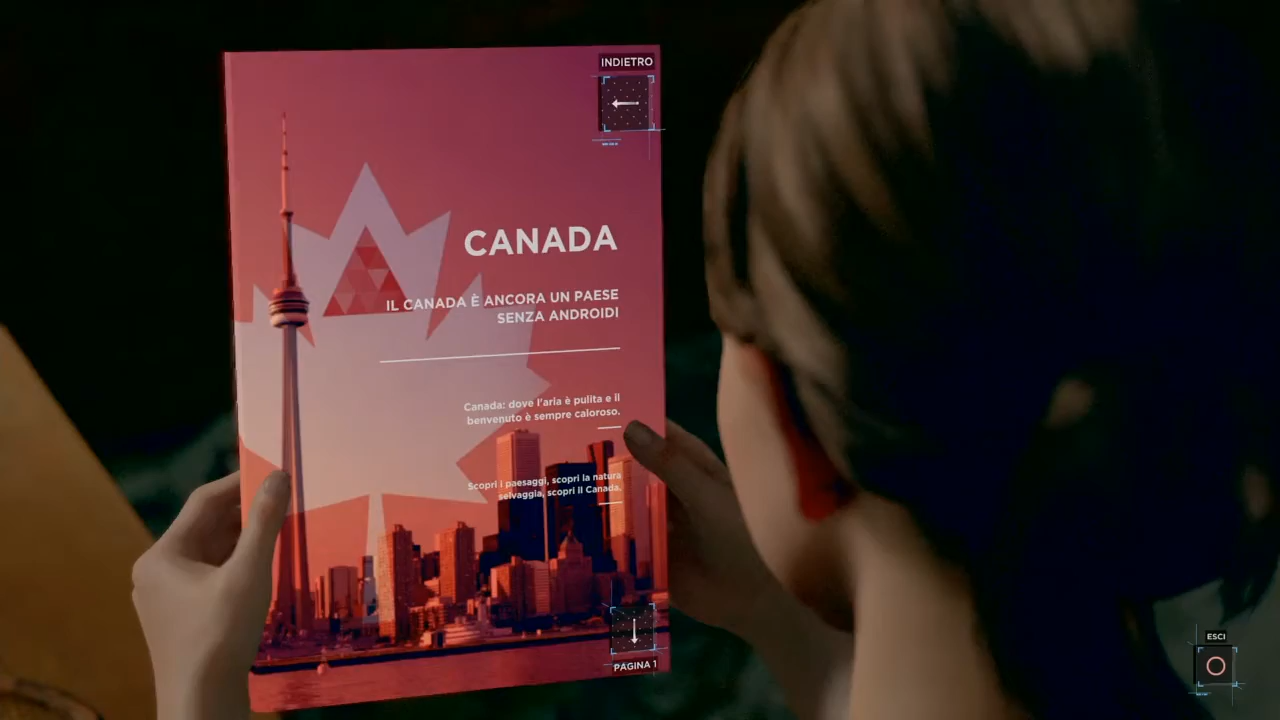 INDIETRO
CANADA
IL CANADA È ANCORA UN PAESE
SENZA ANDROIDI
Canada: dove l'aria è pulita e il
benvenuto è sempre caloroso.
Scopri i paesaggi, scopri la natura
selvaggia, scopri il Canada.
PAGINA 1
ESCI